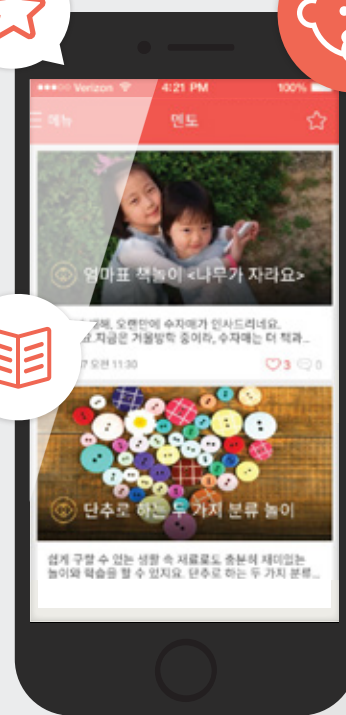 Verizon 4:21 PM 100%
메뉴 멘토
엄마표 책놀이 <나무가 자라요>
오랜만에 수자매가 인사드리네요.
지금은 겨울방학 중이라, 수자매는 더 책과...
오전 11:30 3 0
단추로 하는 두 가지 분류 놀이
쉽게 구할 수 있는 생활 속 재료로도 충분히 재미있는
놀이와 학습을 할 수 있지요. 단추로 하는 두 가지 분류...